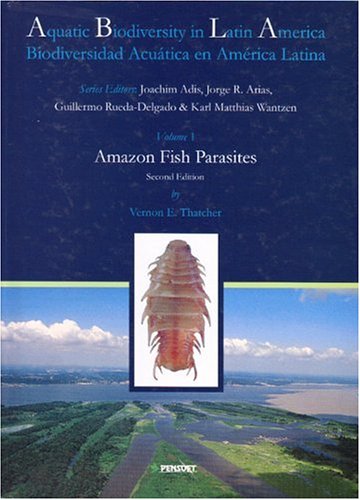 Aquatic Biodiversity in Latin America
Biodiversidad Acuática en América Latina
Series Editors: Joachim Adis, Jorge R. Arias,
Guillermo Rueda-Delgado & Karl Matthias Wantzen
Volume 1
Amazon Fish Parasites
Second Edition
by
Vernon E. Thatcher
PENSOFT